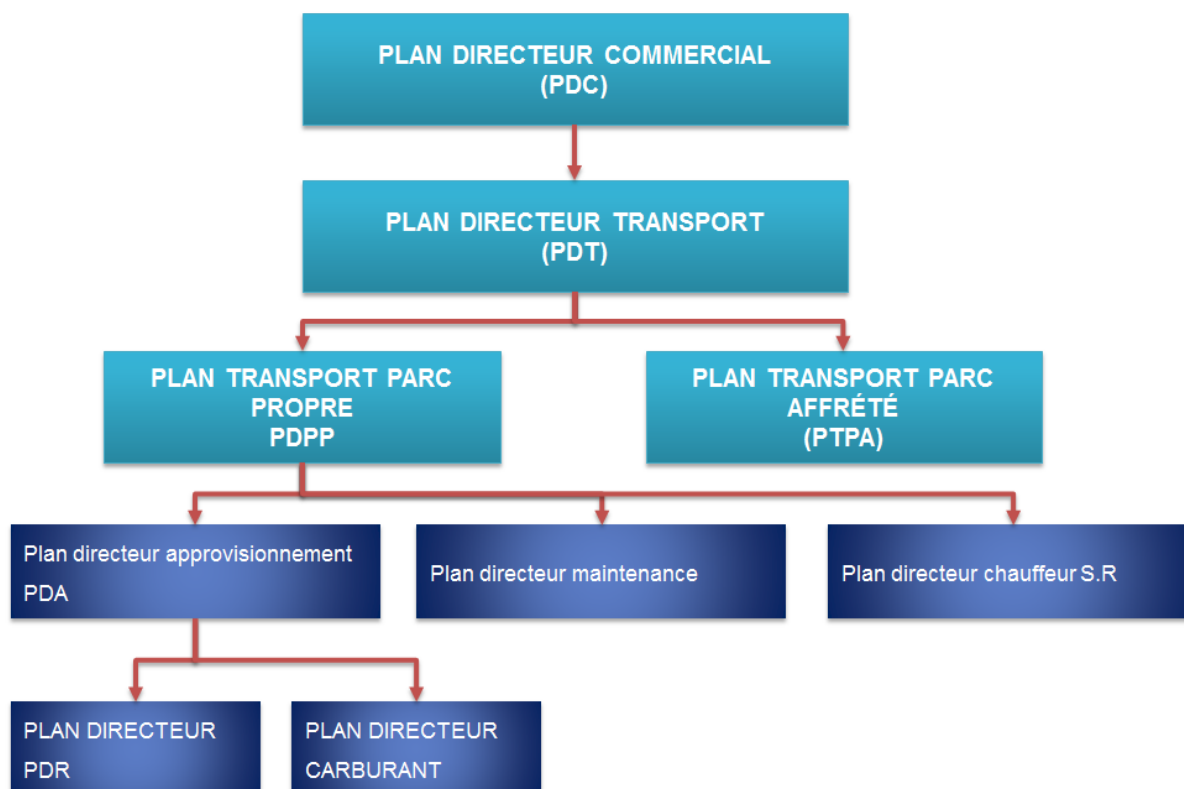 PLAN DIRECTEUR COMMERCIAL
(PDC)
PLAN DIRECTEUR TRANSPORT
(PDT)
PLAN TRANSPORT PARC
PROPRE
PDPP
PLAN TRANSPORT PARC
AFFRÉTÉ
(PTPA)
Plan directeur approvisionnement
PDA
Plan directeur maintenance
Plan directeur chauffeur S.R
PLAN DIRECTEUR
PDR
PLAN DIRECTEUR
CARBURANT